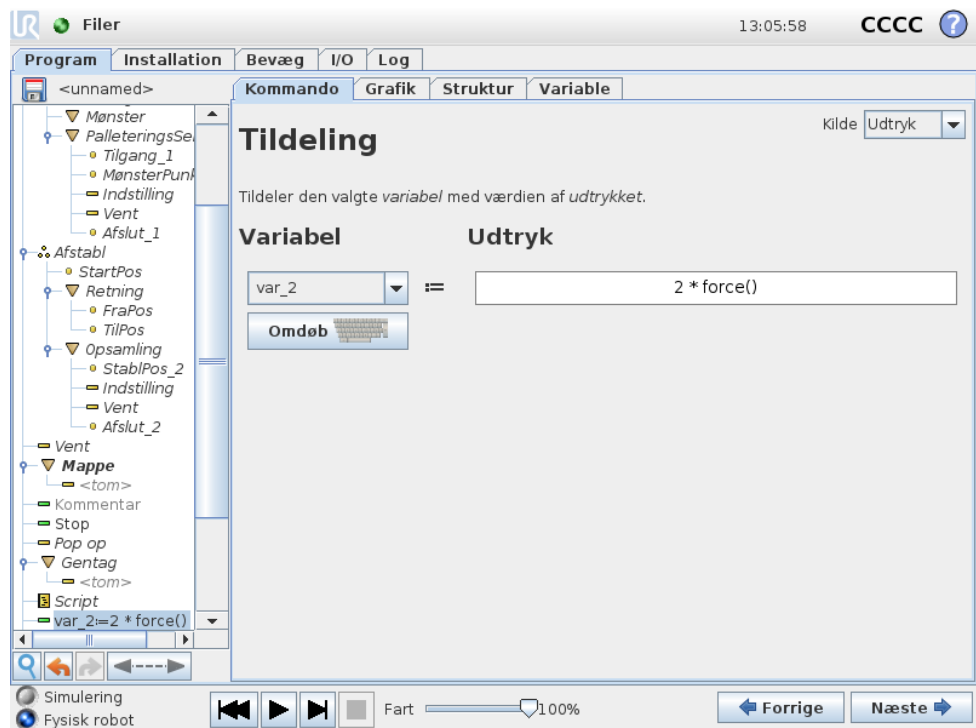 UR Filer 13:05:58 CCCC ?
Program Installation Bevæg I/O Log
<unnamed>
Kommando Grafik Struktur Variable
Mønster
PalleteringsSe
Tilgang_1
MønsterPunk
Indstilling
Vent
Afslut_1
Afstabl
StartPos
Retning
FraPos
TilPos
Opsamling
StablPos_2
Indstilling
Vent
Afslut_2
Vent
Mappe
<tom>
Kommentar
Stop
Pop op
Gentag
<tom>
Script
var_2:=2 * force()
Tildeling
Kilde Udtryk
Tildeler den valgte variabel med værdien af udtrykket.
Variabel Udtryk
var_2 := 2 * force()
Omdøb
Simulering
Fysisk robot
Fart 100%
Forrige Næste